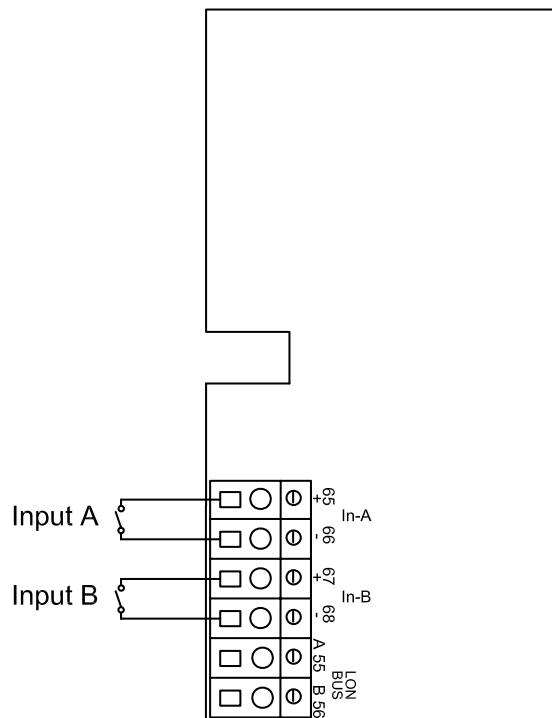 Input A
+ 65
In-A
- 66
Input B
+ 67
In-B
- 68
A 55
LON
BUS
B 56